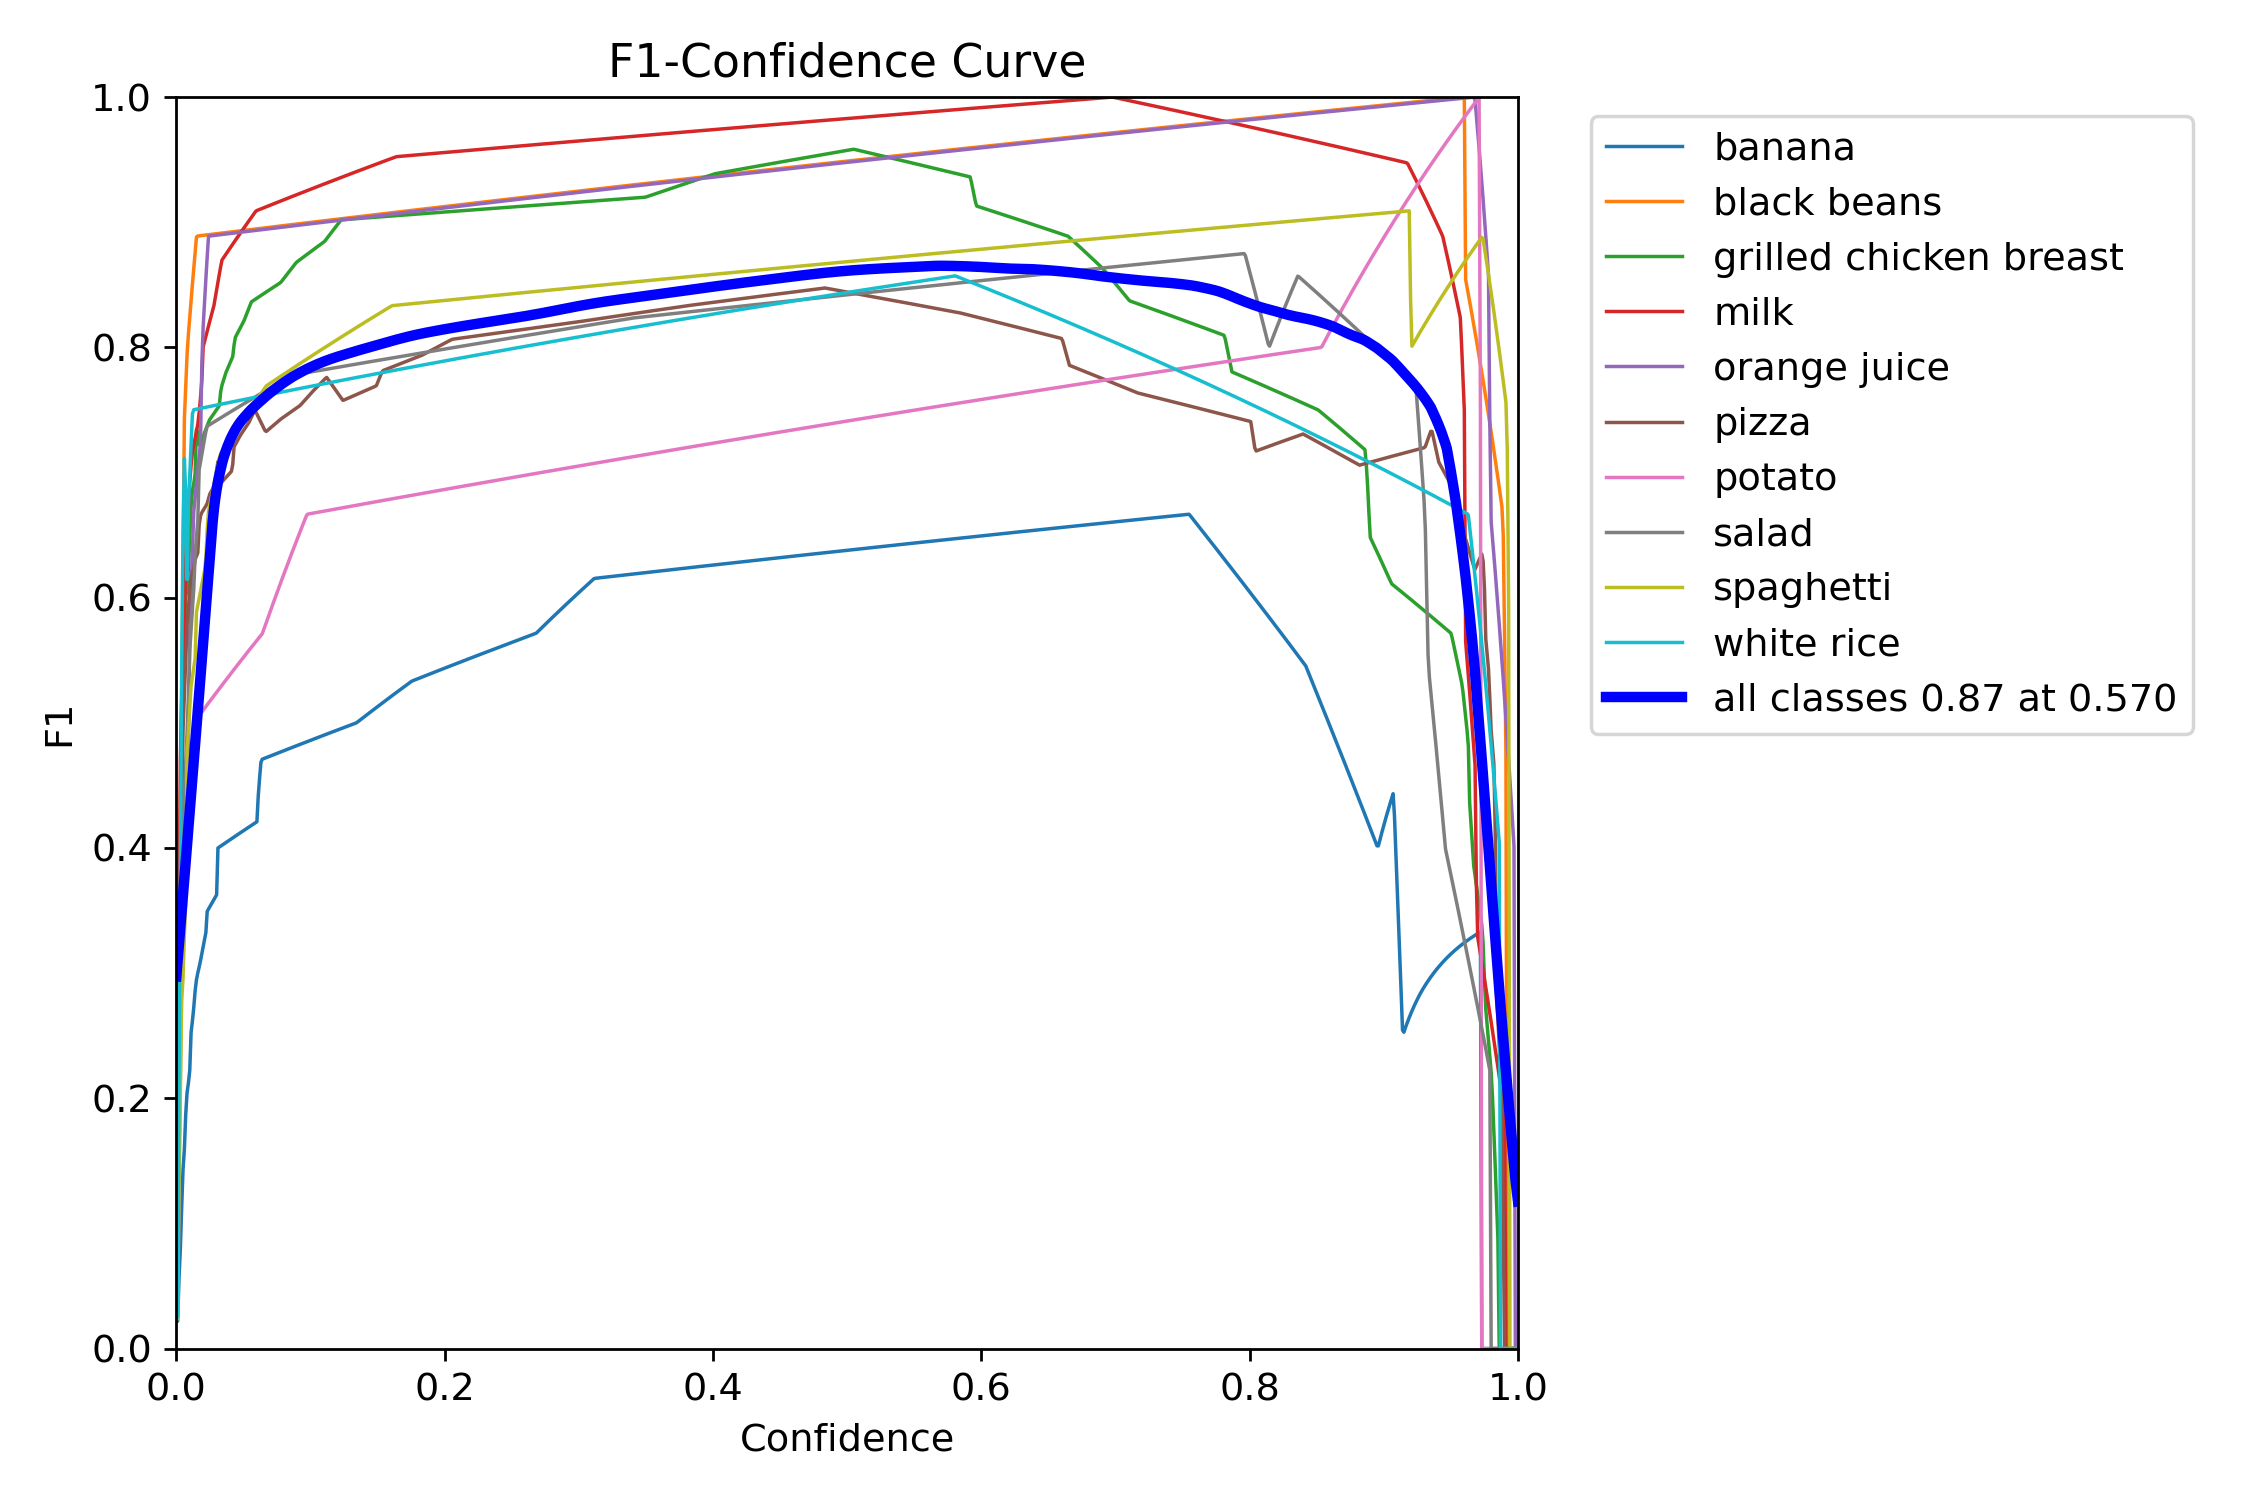 F1-Confidence Curve
1.0
0.8
0.6
0.4
0.2
0.0
F1
0.0 0.2 0.4 0.6 0.8 1.0
Confidence
banana
black beans
grilled chicken breast
milk
orange juice
pizza
potato
salad
spaghetti
white rice
all classes 0.87 at 0.570